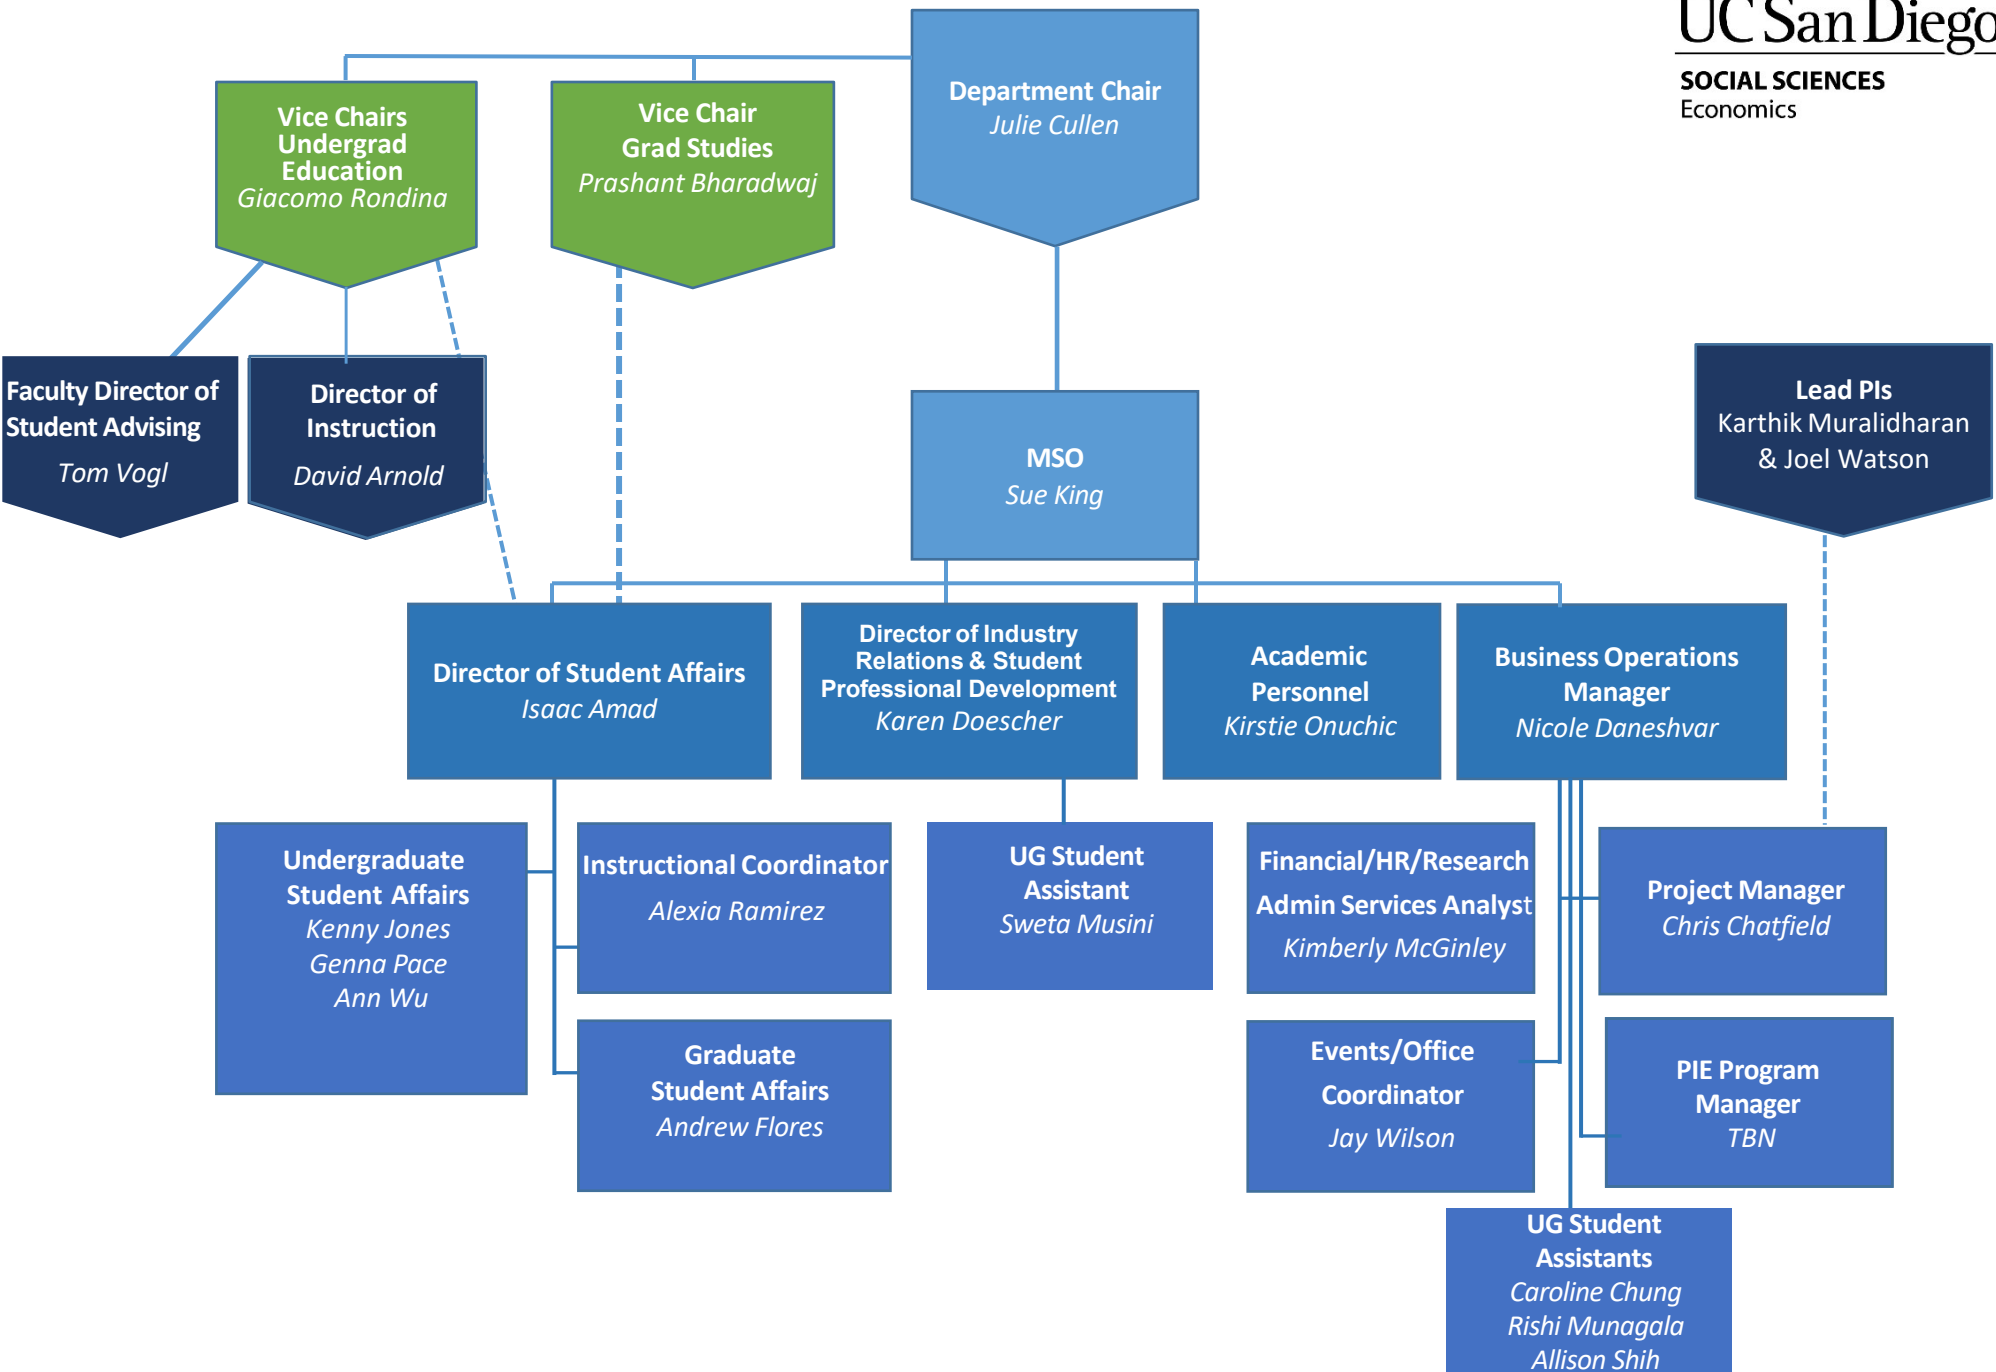 UC San Diego
SOCIAL SCIENCES
Economics
Department Chair
Julie Cullen
Vice Chairs
Undergrad
Education
Giacomo Rondina
Vice Chair
Grad Studies
Prashant Bharadwaj
Faculty Director of
Student Advising
Tom Vogl
Director of
Instruction
David Arnold
MSO
Sue King
Lead PIs
Karthik Muralidharan
& Joel Watson
Director of Student Affairs
Isaac Amad
Director of Industry
Relations & Student
Professional Development
Karen Doescher
Academic
Personnel
Kirstie Onuchic
Business Operations
Manager
Nicole Daneshvar
Undergraduate
Student Affairs
Kenny Jones
Genna Pace
Ann Wu
Instructional Coordinator
Alexia Ramirez
UG Student
Assistant
Sweta Musini
Financial/HR/Research
Admin Services Analyst
Kimberly McGinley
Project Manager
Chris Chatfield
Graduate
Student Affairs
Andrew Flores
Events/Office
Coordinator
Jay Wilson
PIE Program
Manager
TBN
UG Student
Assistants
Caroline Chung
Rishi Munagala
Allison Shih